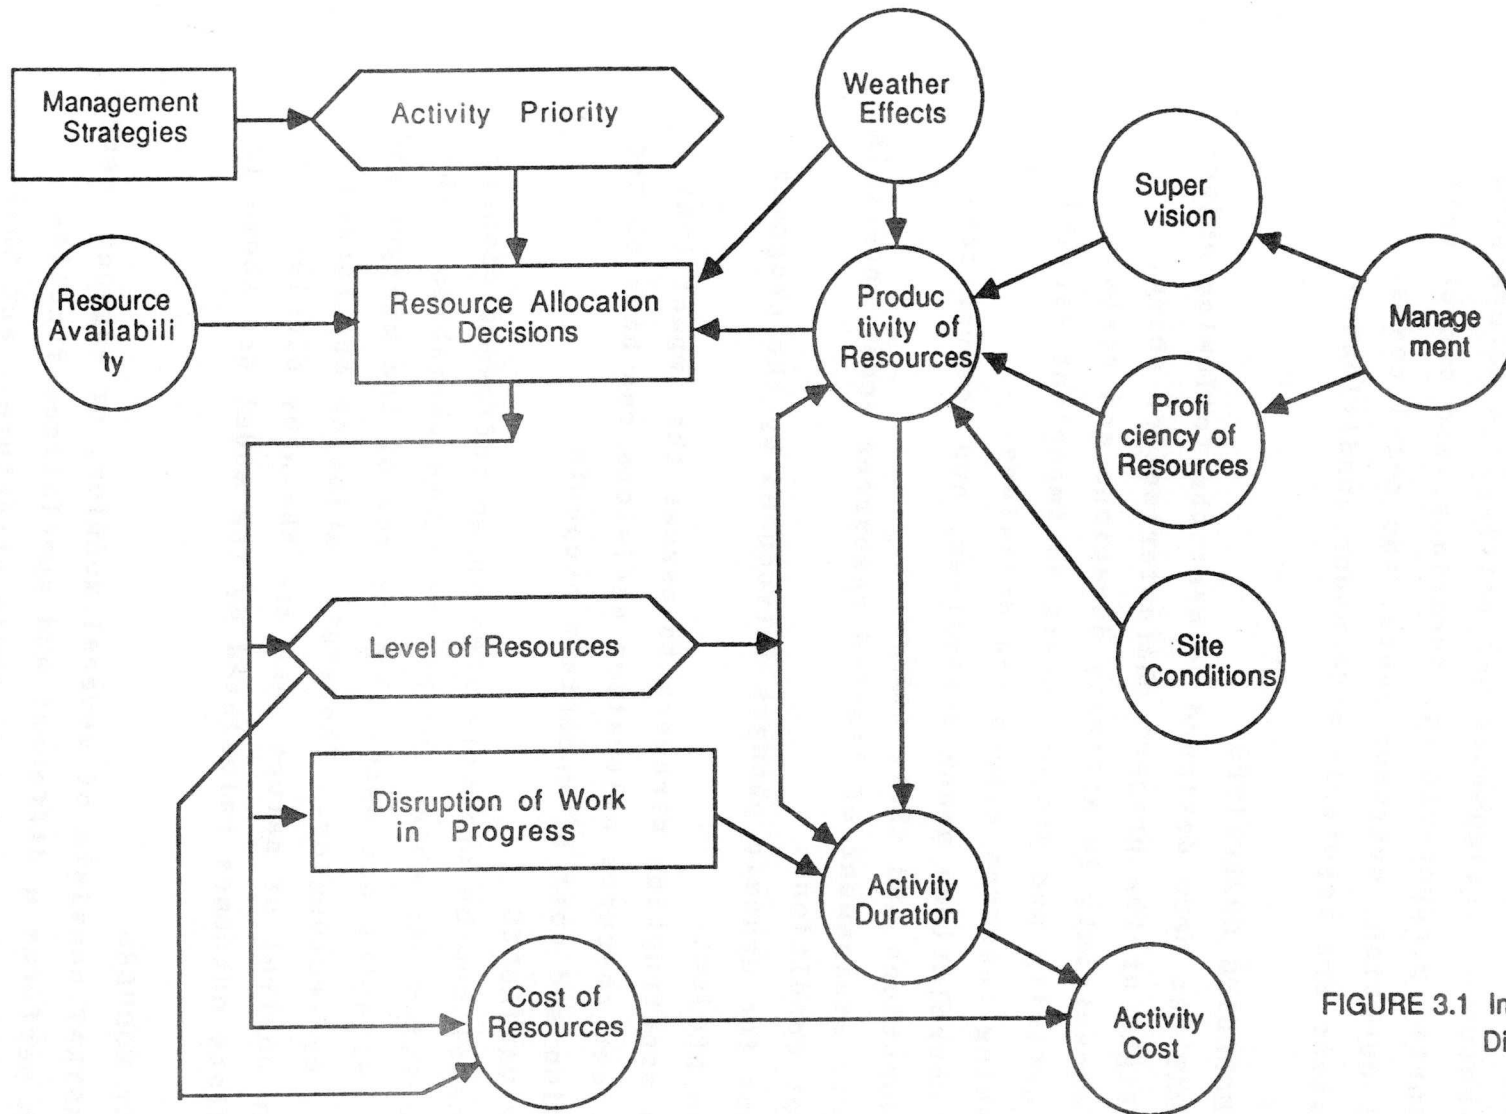 Management
Strategies
Activity Priority
Weather
Effects
Super
vision
Resource
Availabili
ty
Resource Allocation
Decisions
Produc
tivity of
Resources
Manage
ment
Profi
ciency of
Resources
Level of Resources
Site
Conditions
Disruption of Work
in Progress
Activity
Duration
Cost of
Resources
Activity
Cost
FIGURE 3.1 In
Di